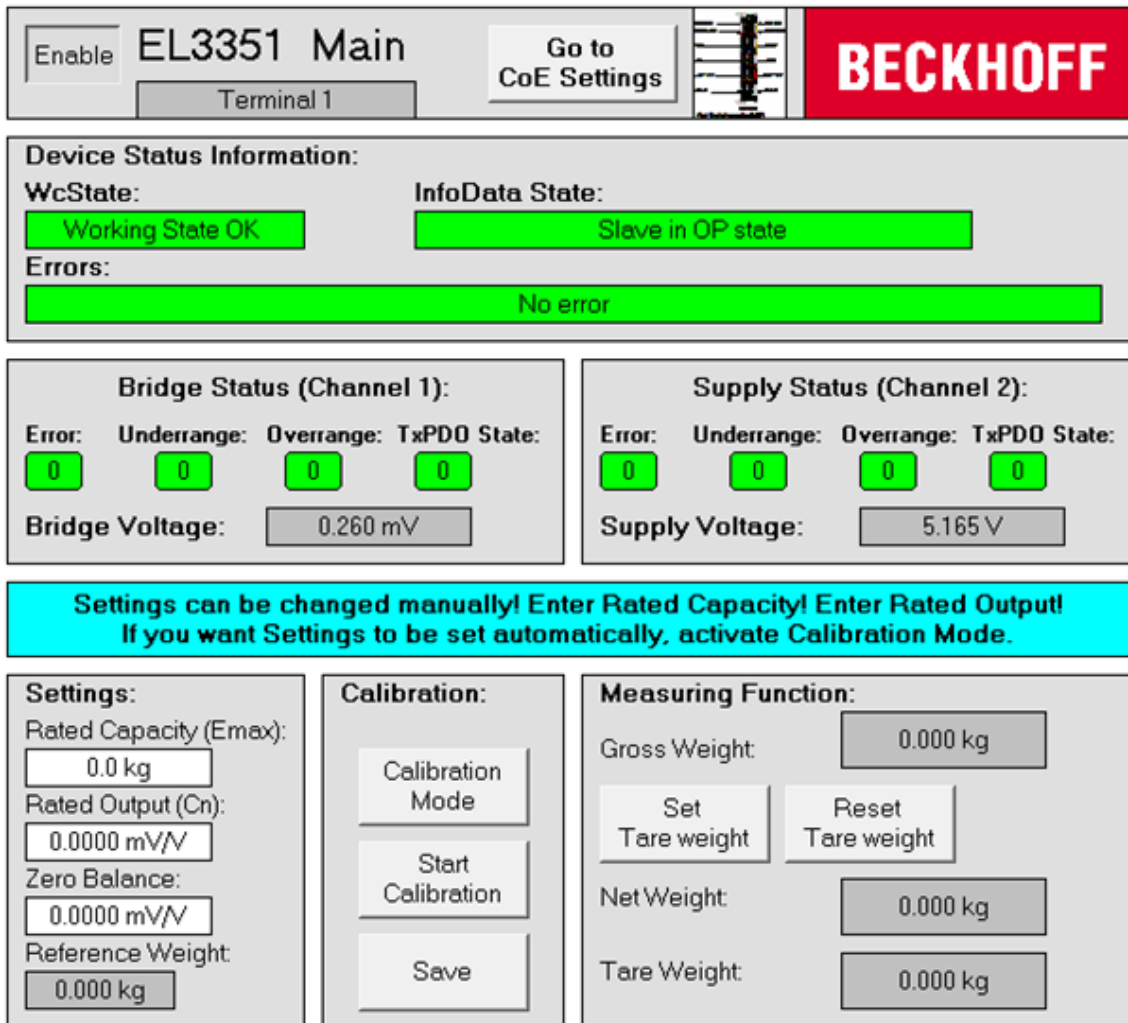 Enable
EL3351 Main
Terminal 1
Go to
CoE Settings
BECKHOFF
Device Status Information:
WcState:
InfoData State:
Working State OK
Slave in OP state
Errors:
No error
Bridge Status (Channel 1):
Error: Underrange: Overrange: TxPDO State:
0 0 0 0
Bridge Voltage: 0.260 mV
Supply Status (Channel 2):
Error: Underrange: Overrange: TxPDO State:
0 0 0 0
Supply Voltage: 5.165 V
Settings can be changed manually! Enter Rated Capacity! Enter Rated Output!
If you want Settings to be set automatically, activate Calibration Mode.
Settings:
Rated Capacity (Emax):
0.0 kg
Rated Output (Cn):
0.0000 mV/V
Zero Balance:
0.0000 mV/V
Reference Weight:
0.000 kg
Calibration:
Calibration
Mode
Start
Calibration
Save
Measuring Function:
Gross Weight: 0.000 kg
Set
Tare weight
Reset
Tare weight
Net Weight: 0.000 kg
Tare Weight: 0.000 kg